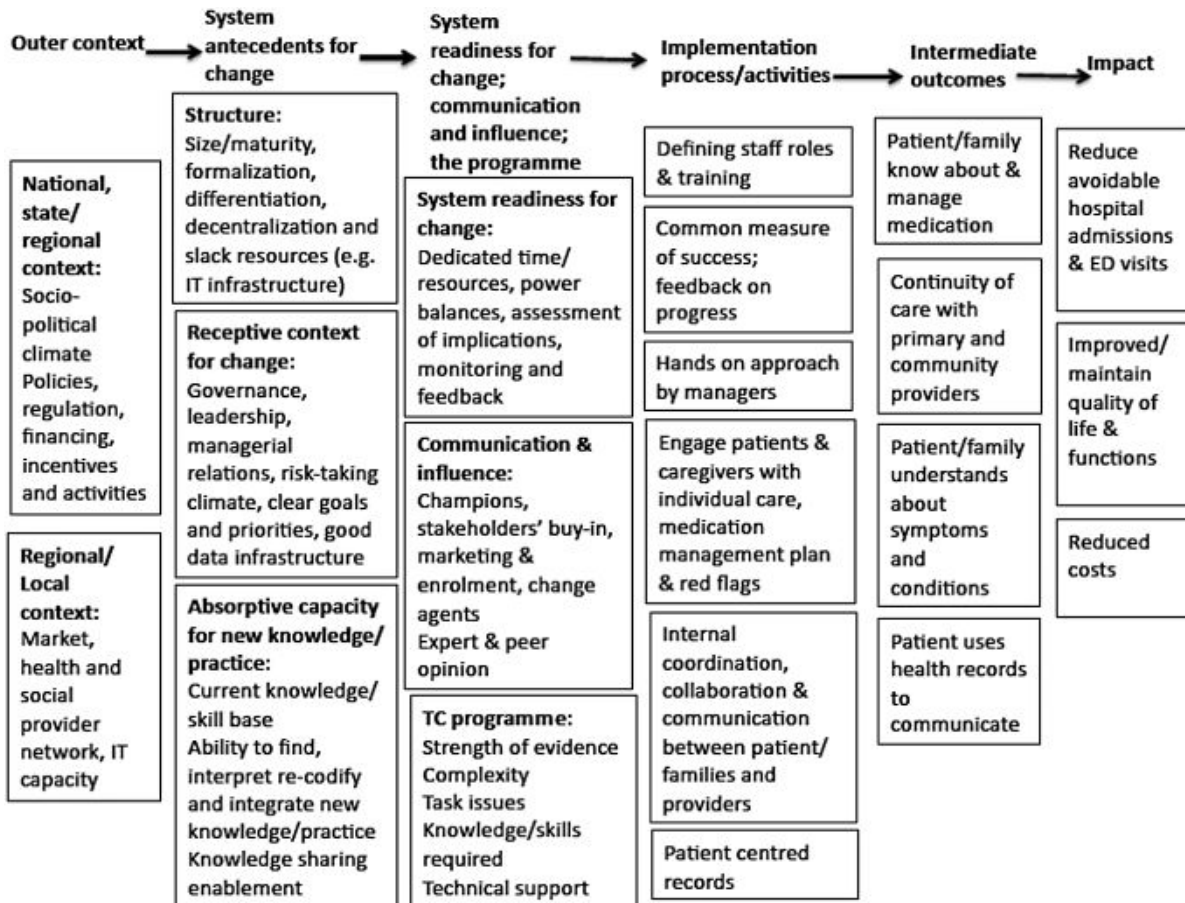 Outer context
System
antecedents for
change
System
readiness for
change;
communication
and influence;
the programme
Implementation
process/activities
Intermediate
outcomes
Impact
National,
state/
regional
context:
Socio-
political
climate
Policies,
regulation,
financing,
incentives
and activities
Regional/
Local
context:
Market,
health and
social
provider
network, IT
capacity
Structure:
Size/maturity,
formalization,
differentiation,
decentralization and
slack resources (e.g.
IT infrastructure)
Receptive context
for change:
Governance,
leadership,
managerial
relations, risk-taking
climate, clear goals
and priorities, good
data infrastructure
Absorptive capacity
for new knowledge/
practice:
Current knowledge/
skill base
Ability to find,
interpret re-codify
and integrate new
knowledge/practice
Knowledge sharing
enablement
System readiness for
change:
Dedicated time/
resources, power
balances, assessment
of implications,
monitoring and
feedback
Communication &
influence:
Champions,
stakeholders' buy-in,
marketing &
enrolment, change
agents
Expert & peer
opinion
TC programme:
Strength of evidence
Complexity
Task issues
Knowledge/skills
required
Technical support
Defining staff roles
& training
Common measure
of success;
feedback on
progress
Hands on approach
by managers
Engage patients &
caregivers with
individual care,
medication
management plan
& red flags
Internal
coordination,
collaboration &
communication
between patient/
families and
providers
Patient centred
records
Patient/family
know about &
manage
medication
Continuity of
care with
primary and
community
providers
Patient/family
understands
about
symptoms
and
conditions
Patient uses
health records
to
communicate
Reduce
avoidable
hospital
admissions
& ED visits
Improved/
maintain
quality of
life &
functions
Reduced
costs